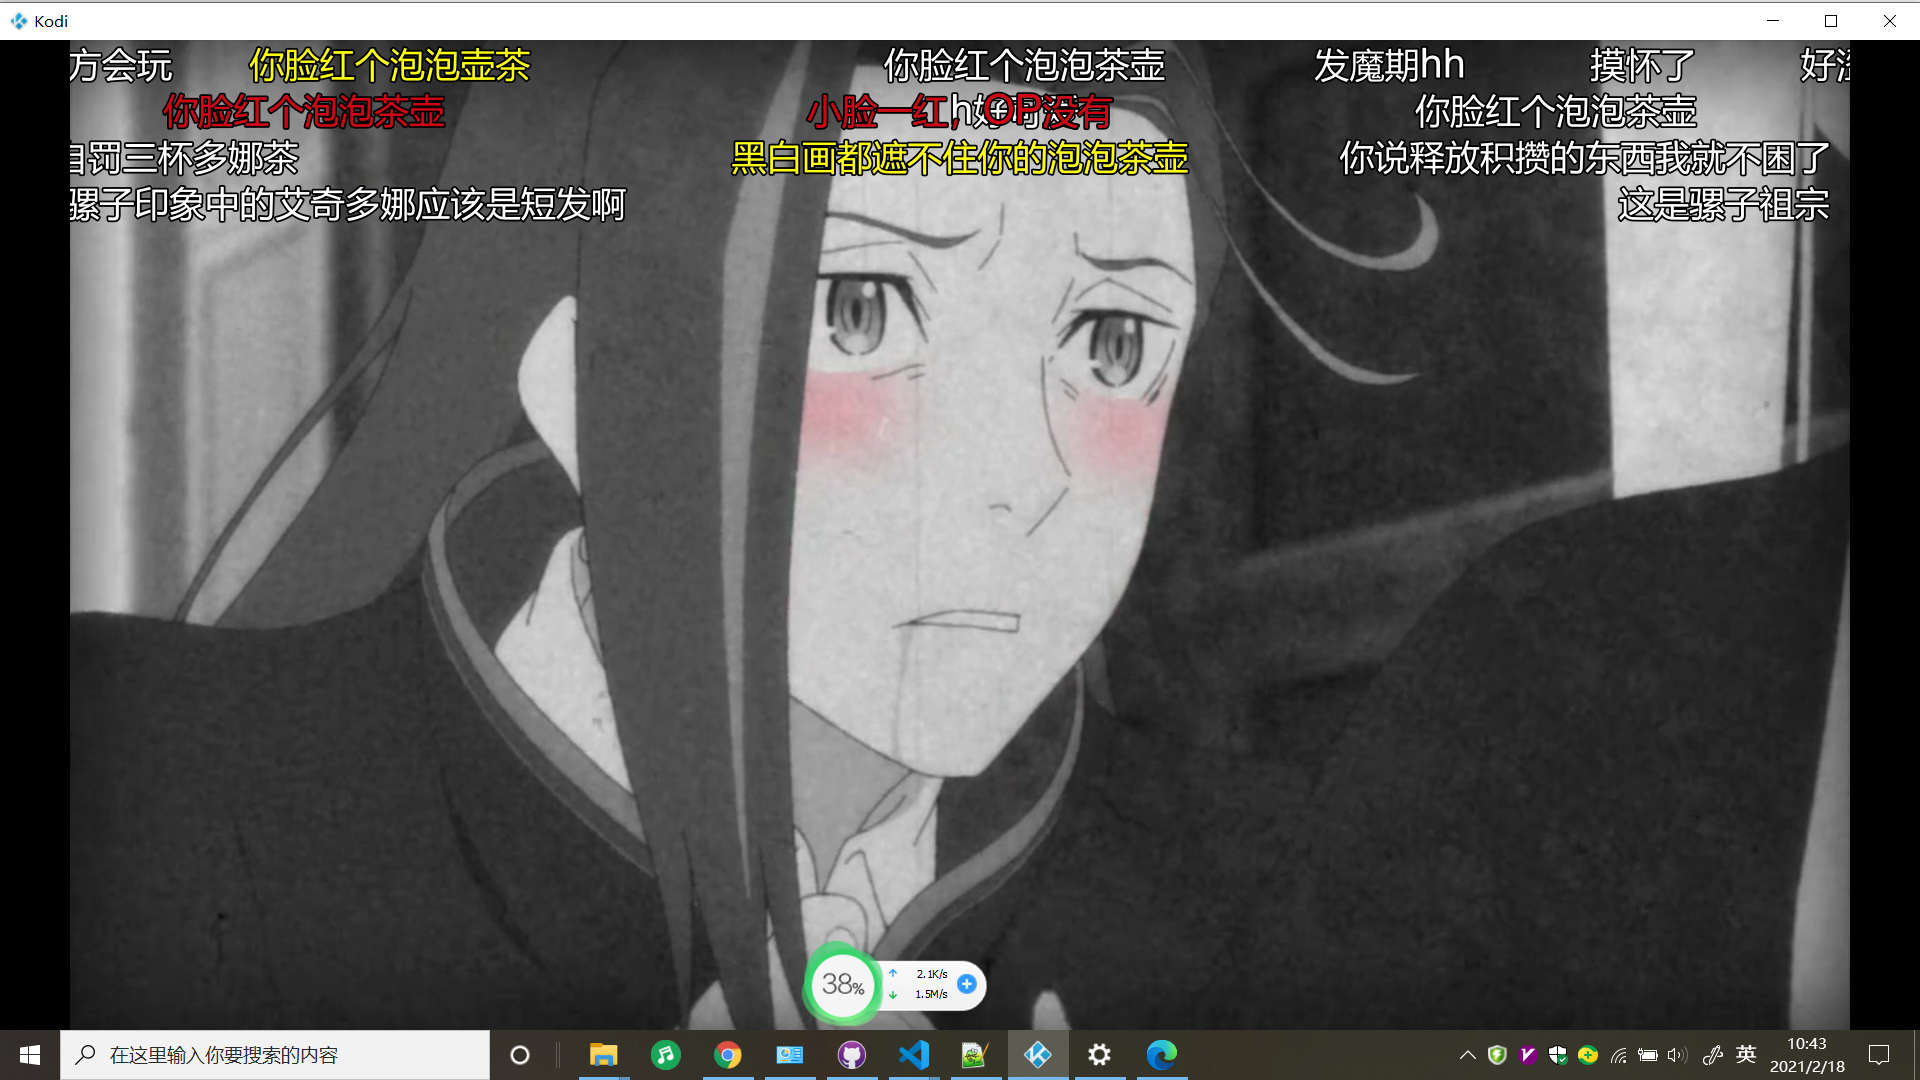 Kodi
方会玩 你脸红个泡泡壶茶 你脸红个泡泡茶壶 发魔期hh 摸怀了 好涩
你脸红个泡泡茶壶 小脸一红，OP没有 你脸红个泡泡茶壶
自罚三杯多娜茶 黑白画都遮不住你的泡泡茶壶 你说释放积攒的东西我就不困了
骡子印象中的艾奇多娜应该是短发啊 这是骡子祖宗
38%
2.1K/s
1.5M/s
在这里输入你要搜索的内容
英
10:43
2021/2/18